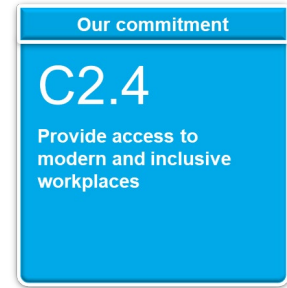 Our commitment
C2.4
Provide access to
modern and inclusive
workplaces